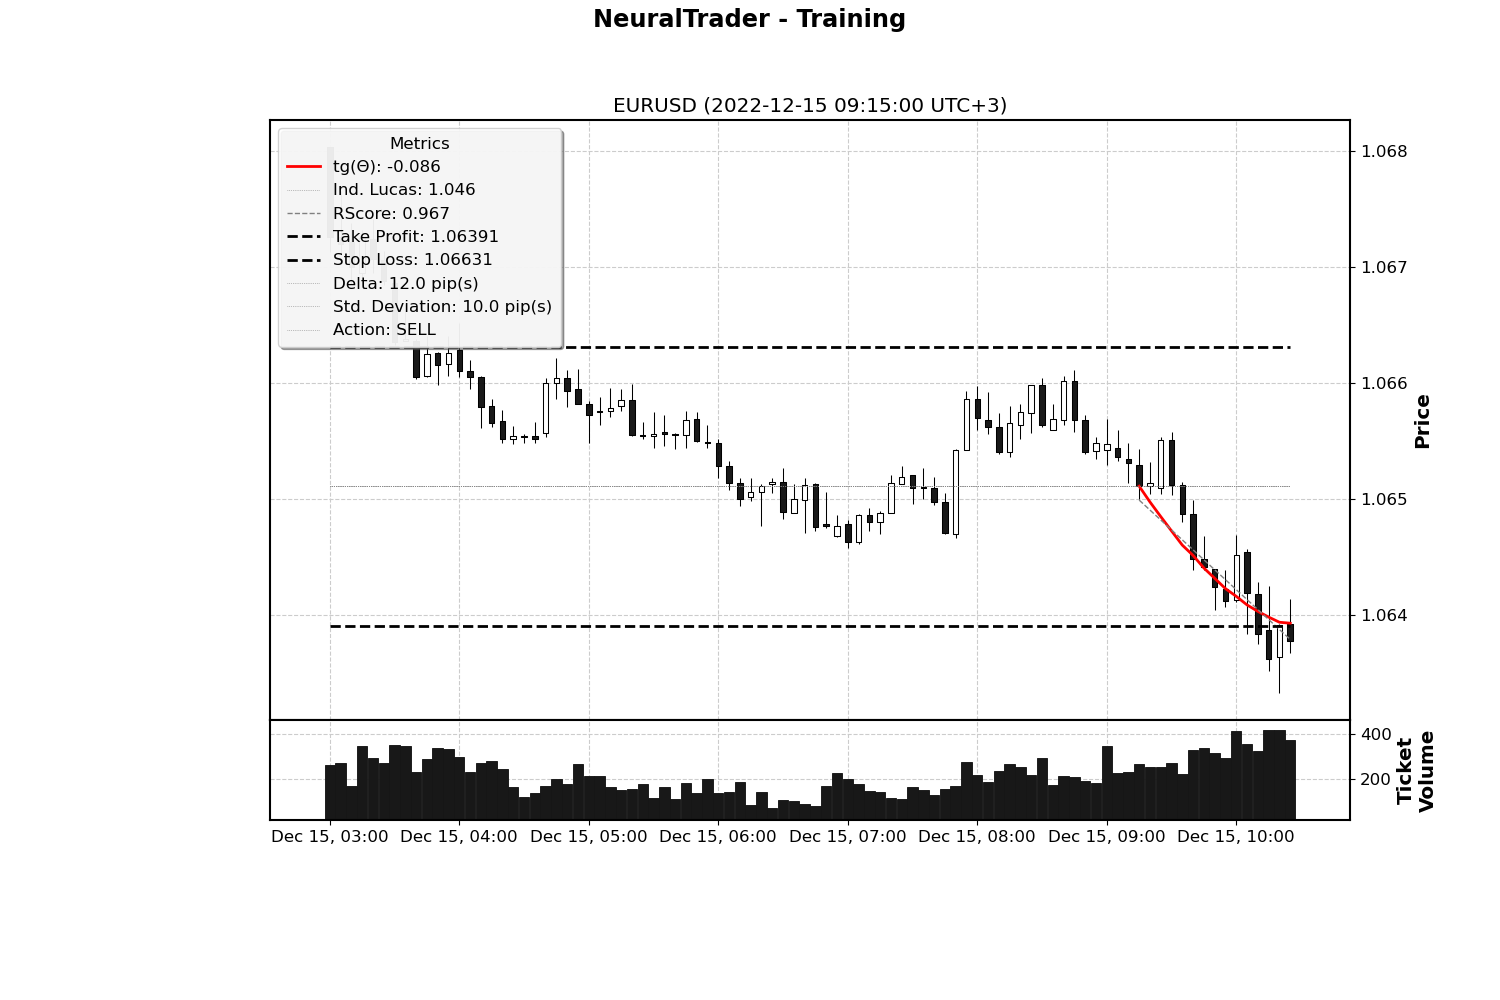 NeuralTrader - Training
EURUSD (2022-12-15 09:15:00 UTC+3)
Metrics
tg(Θ): -0.086
Ind. Lucas: 1.046
RScore: 0.967
Take Profit: 1.06391
Stop Loss: 1.06631
Delta: 12.0 pip(s)
Std. Deviation: 10.0 pip(s)
Action: SELL
1.068
1.067
1.066
1.065
1.064
Price
400
200
Ticket
Volume
Dec 15, 03:00 Dec 15, 04:00 Dec 15, 05:00 Dec 15, 06:00 Dec 15, 07:00 Dec 15, 08:00 Dec 15, 09:00 Dec 15, 10:00